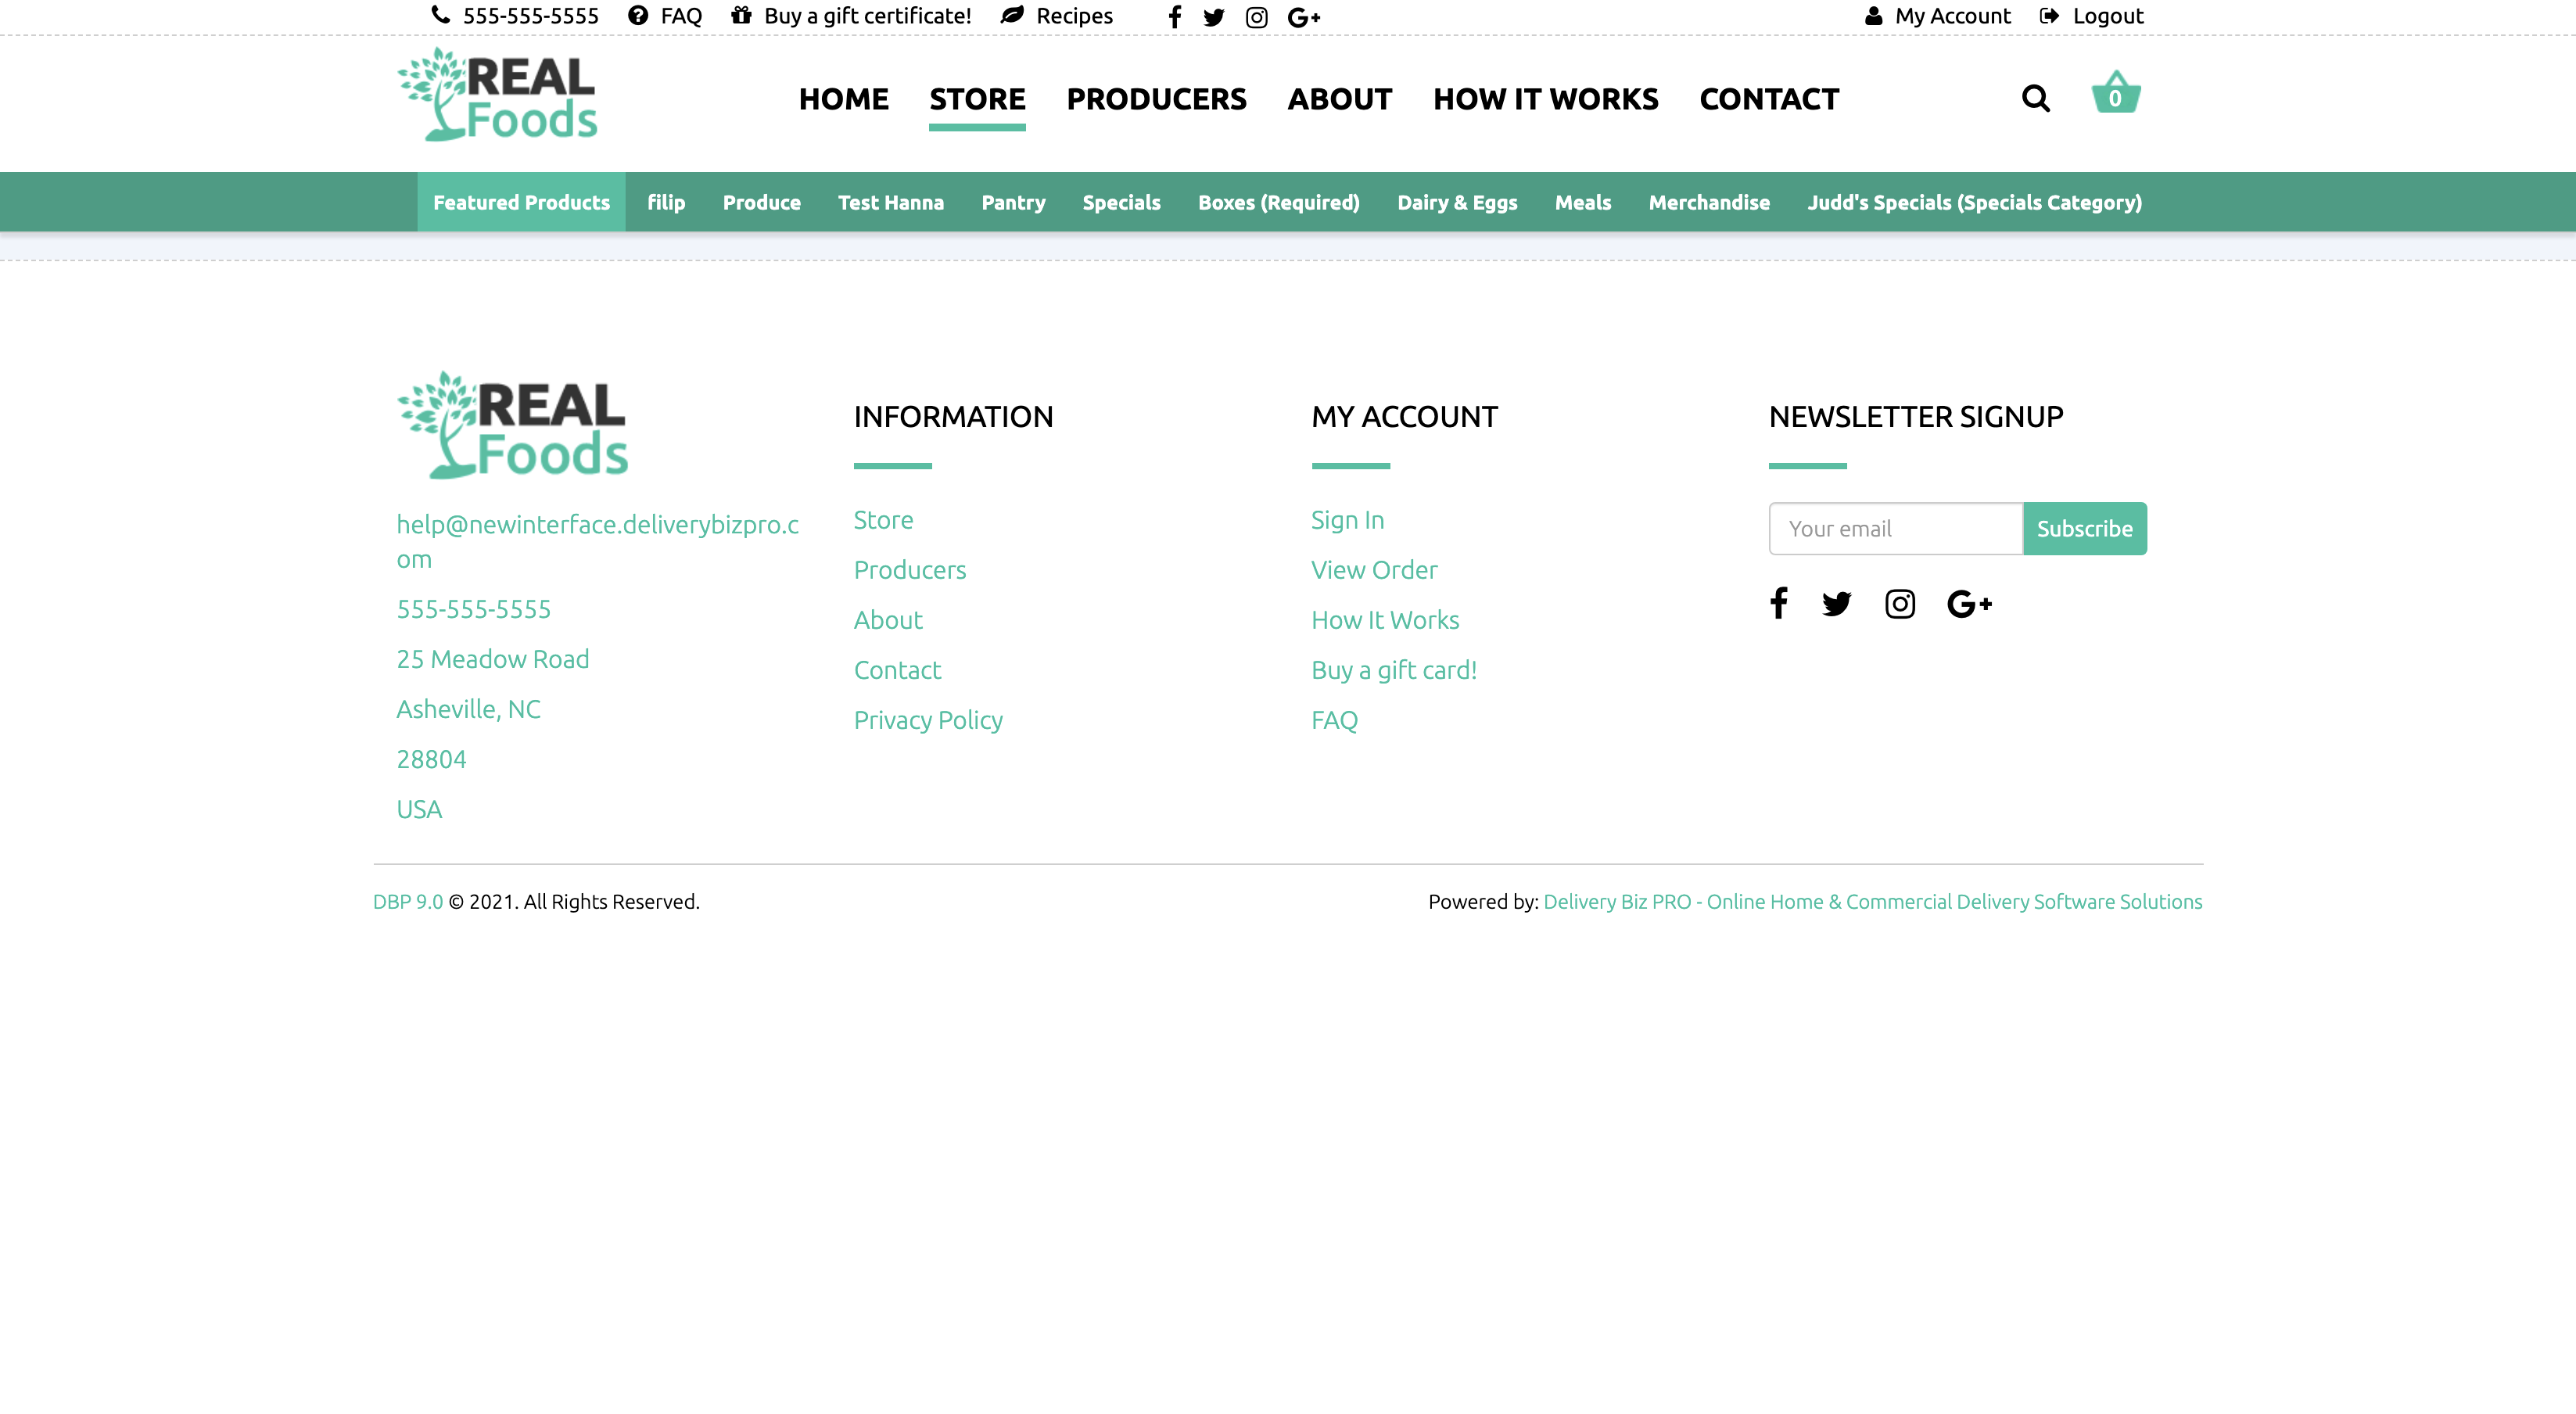 555-555-5555 FAQ Buy a gift certificate! Recipes G+ My Account Logout
REAL
Foods
HOME STORE PRODUCERS ABOUT HOW IT WORKS CONTACT 0
Featured Products filip Produce Test Hanna Pantry Specials Boxes (Required) Dairy & Eggs Meals Merchandise Judd's Specials (Specials Category)
REAL
Foods
help@newinterface.deliverybizpro.c
om
555-555-5555
25 Meadow Road
Asheville, NC
28804
USA
INFORMATION
Store
Producers
About
Contact
Privacy Policy
MY ACCOUNT
Sign In
View Order
How It Works
Buy a gift card!
FAQ
NEWSLETTER SIGNUP
Your email Subscribe
G+
DBP 9.0 © 2021. All Rights Reserved.
Powered by: Delivery Biz PRO - Online Home & Commercial Delivery Software Solutions